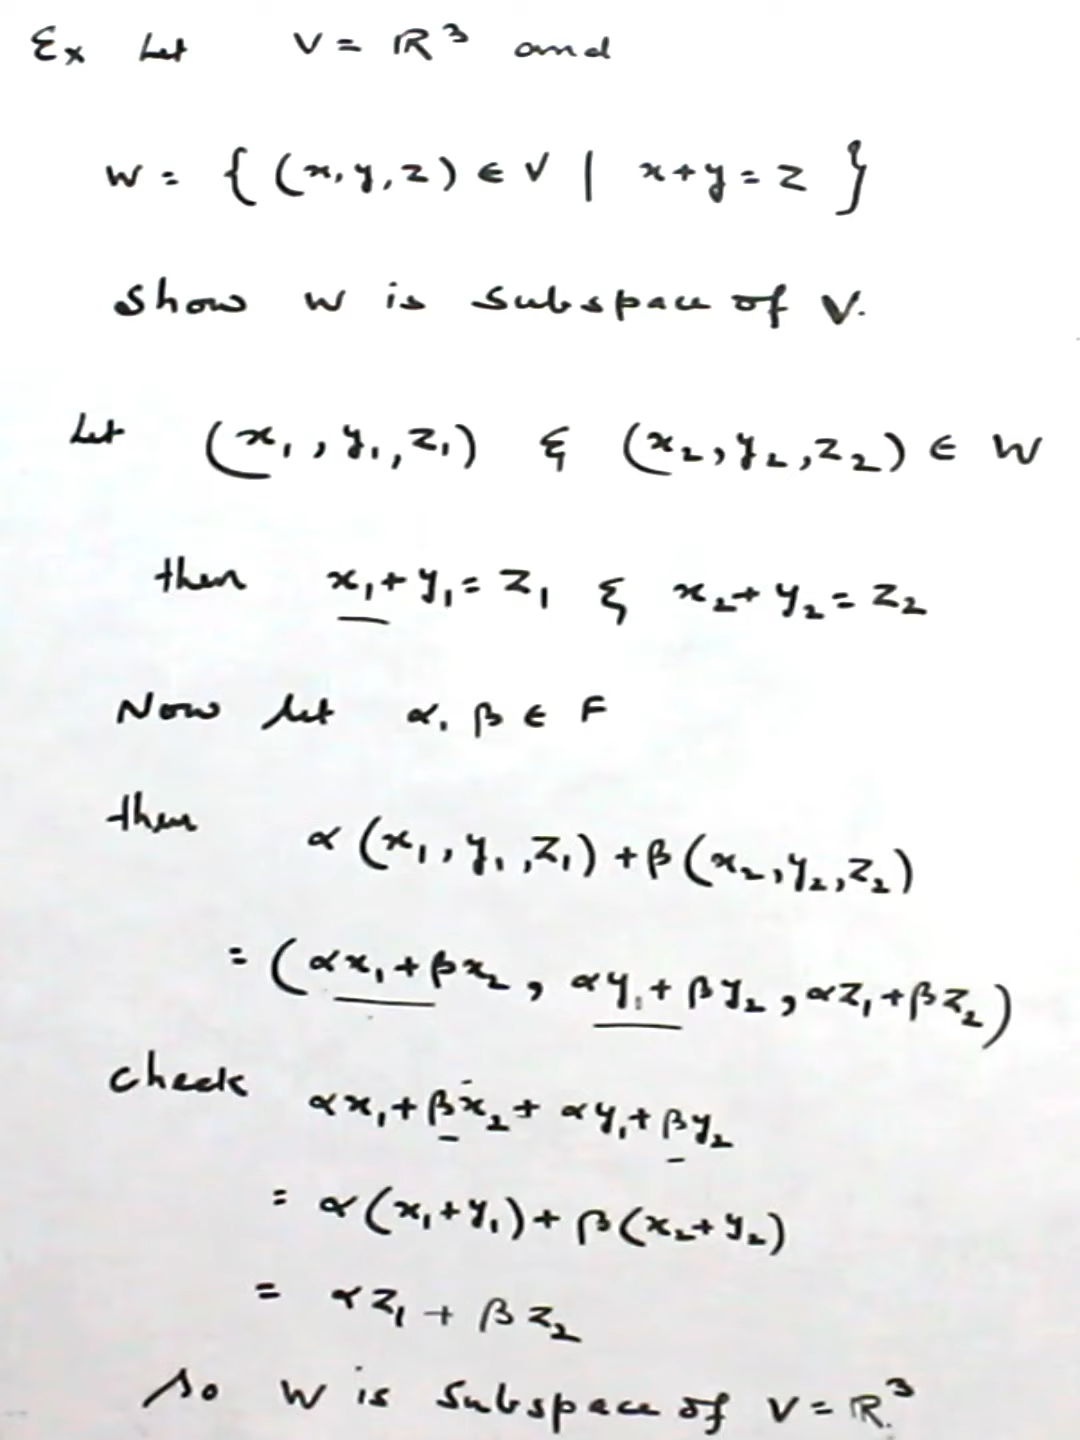 Ex Let V = ℝ³ and
W = { (x, y, z) ∈ V | x+y = z }
Show W is Subspace of V.
Let (x₁, y₁, z₁) & (x₂, y₂, z₂) ∈ W
then x₁ + y₁ = z₁ & x₂ + y₂ = z₂
Now let α, β ∈ F
then α (x₁, y₁, z₁) + β (x₂, y₂, z₂)
= (αx₁ + βx₂, αy₁ + βy₂, αz₁ + βz₂)
Check αx₁ + βx₂ + αy₁ + βy₂
= α(x₁+y₁) + β(x₂+y₂)
= αz₁ + βz₂
So W is Subspace of V = ℝ³.